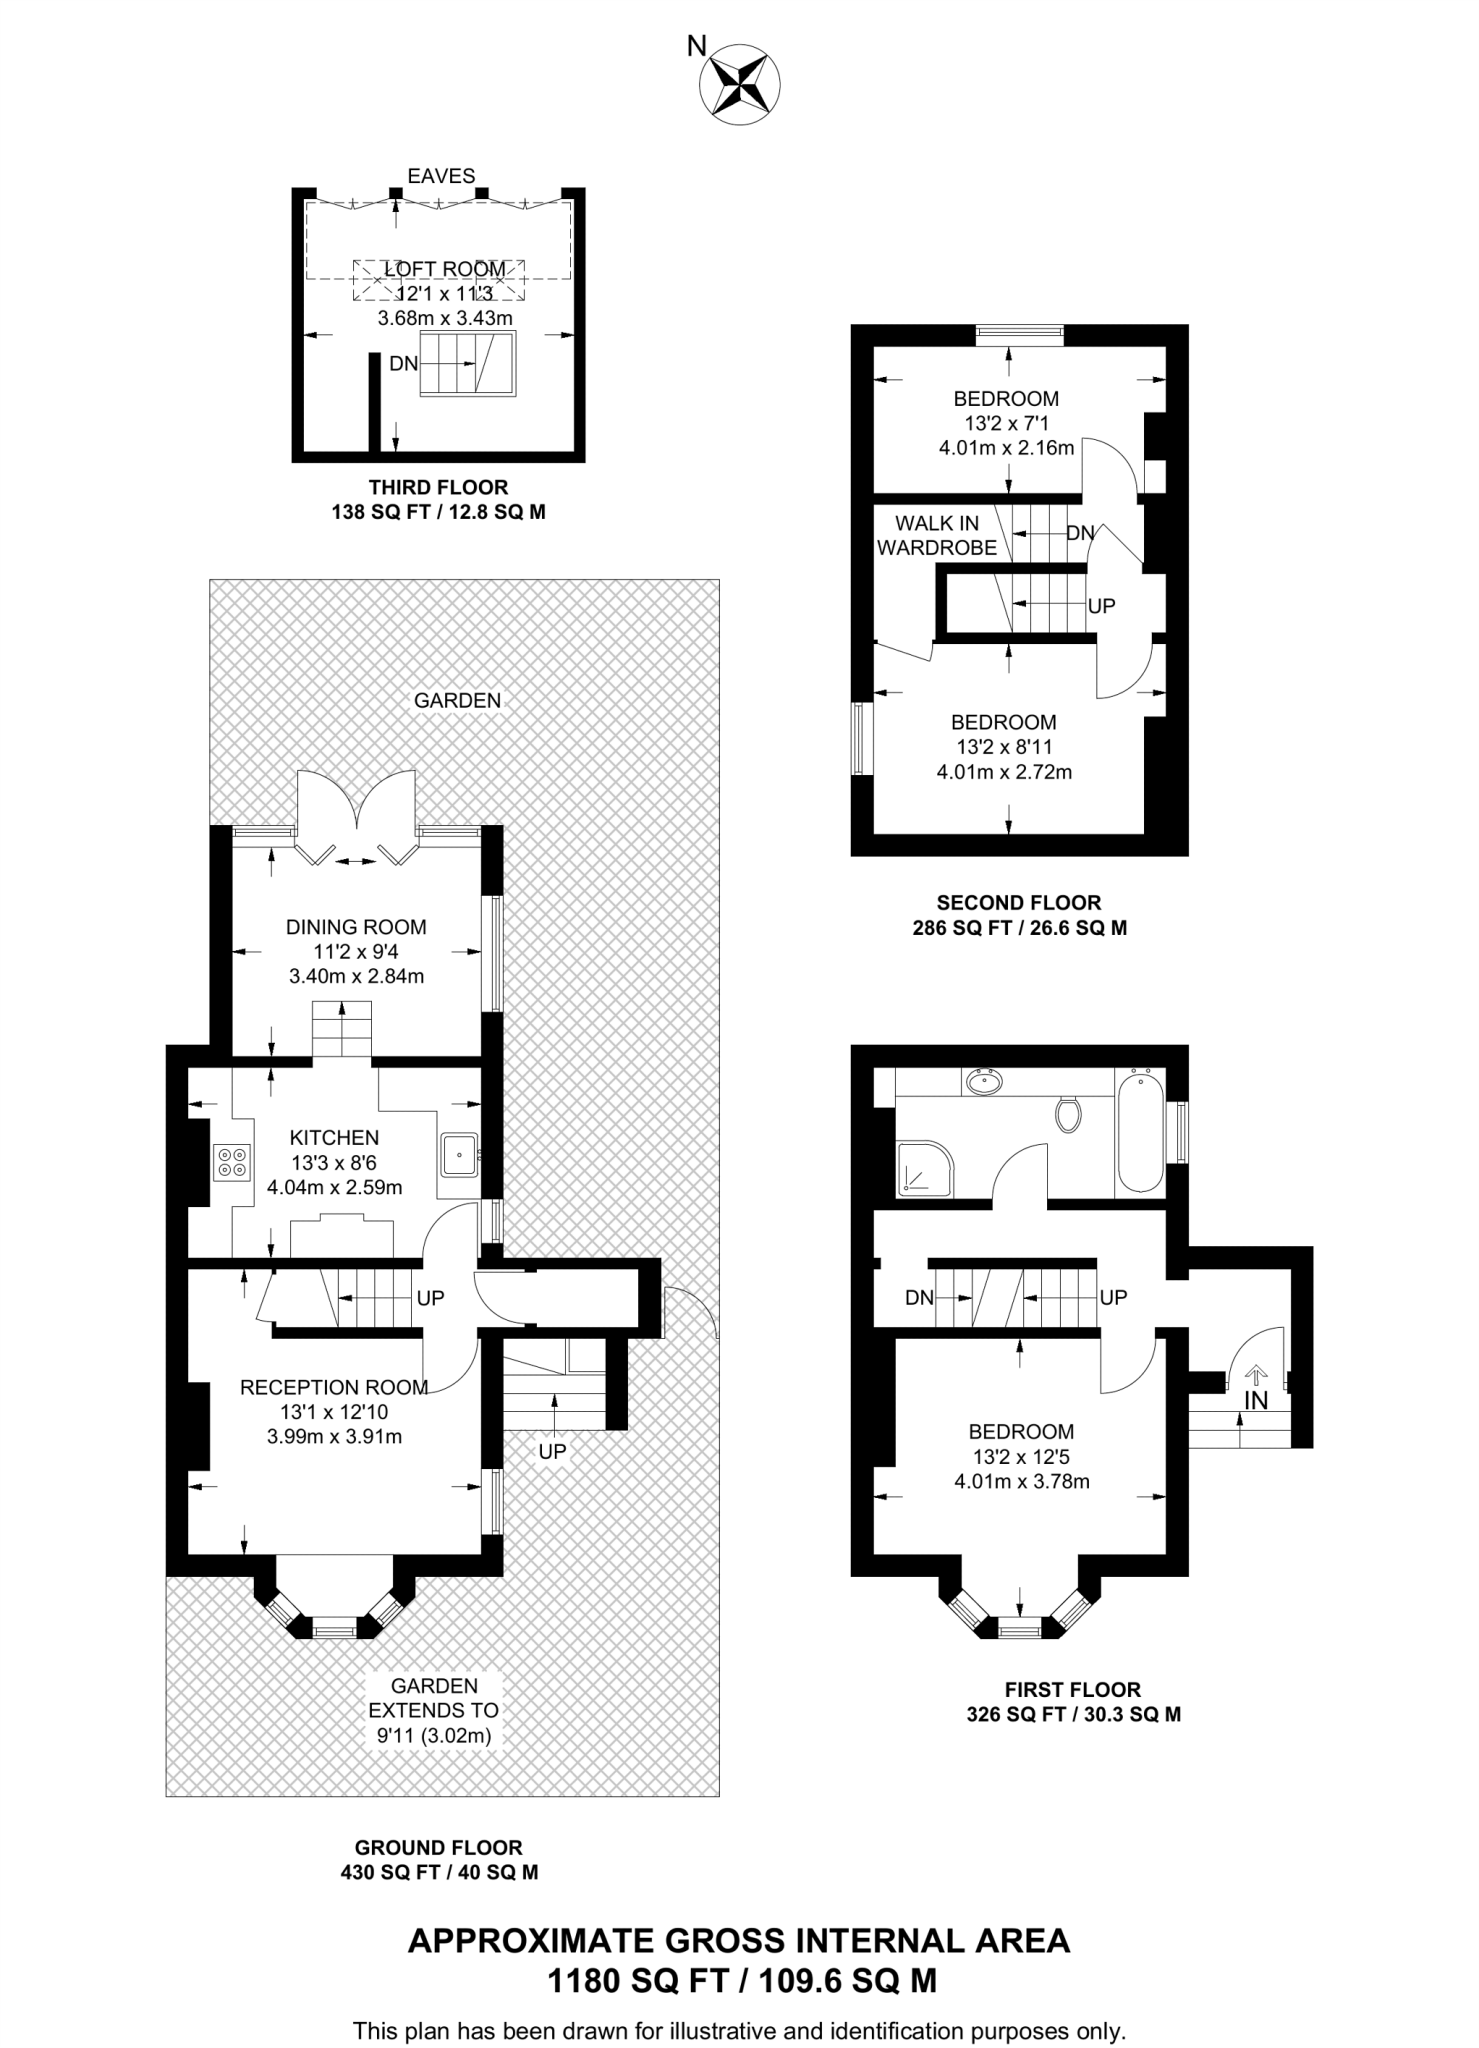 N
EAVES
LOFT ROOM
12'1 x 11'3
3.68m x 3.43m
DN
THIRD FLOOR
138 SQ FT / 12.8 SQ M
BEDROOM
13'2 x 7'1
4.01m x 2.16m
WALK IN
WARDROBE
DN
UP
BEDROOM
13'2 x 8'11
4.01m x 2.72m
SECOND FLOOR
286 SQ FT / 26.6 SQ M
GARDEN
DINING ROOM
11'2 x 9'4
3.40m x 2.84m
KITCHEN
13'3 x 8'6
4.04m x 2.59m
UP
RECEPTION ROOM
13'1 x 12'10
3.99m x 3.91m
UP
GARDEN
EXTENDS TO
9'11 (3.02m)
GROUND FLOOR
430 SQ FT / 40 SQ M
DN
UP
IN
BEDROOM
13'2 x 12'5
4.01m x 3.78m
FIRST FLOOR
326 SQ FT / 30.3 SQ M
APPROXIMATE GROSS INTERNAL AREA
1180 SQ FT / 109.6 SQ M
This plan has been drawn for illustrative and identification purposes only.